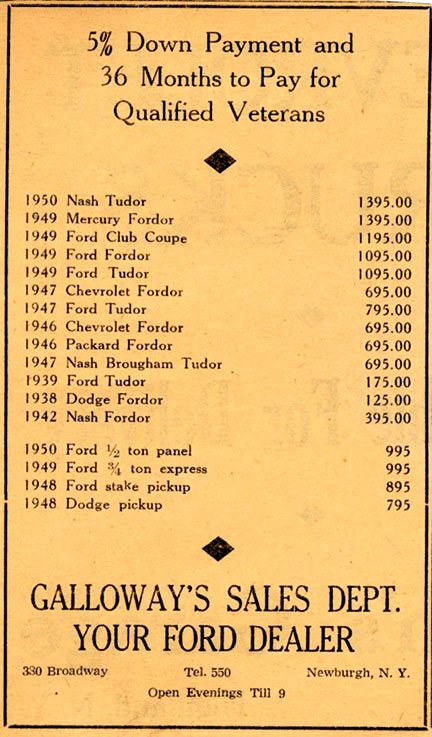 5% Down Payment and
36 Months to Pay for
Qualified Veterans
1950 Nash Tudor 1395.00
1949 Mercury Fordor 1395.00
1949 Ford Club Coupe 1195.00
1949 Ford Fordor 1095.00
1949 Ford Tudor 1095.00
1947 Chevrolet Fordor 695.00
1947 Ford Tudor 795.00
1946 Chevrolet Fordor 695.00
1946 Packard Fordor 695.00
1947 Nash Brougham Tudor 695.00
1939 Ford Tudor 175.00
1938 Dodge Fordor 125.00
1942 Nash Fordor 395.00
1950 Ford ½ ton panel 995
1949 Ford ¾ ton express 995
1948 Ford stake pickup 895
1948 Dodge pickup 795
GALLOWAY'S SALES DEPT.
YOUR FORD DEALER
330 Broadway Tel. 550 Newburgh, N. Y.
Open Evenings Till 9